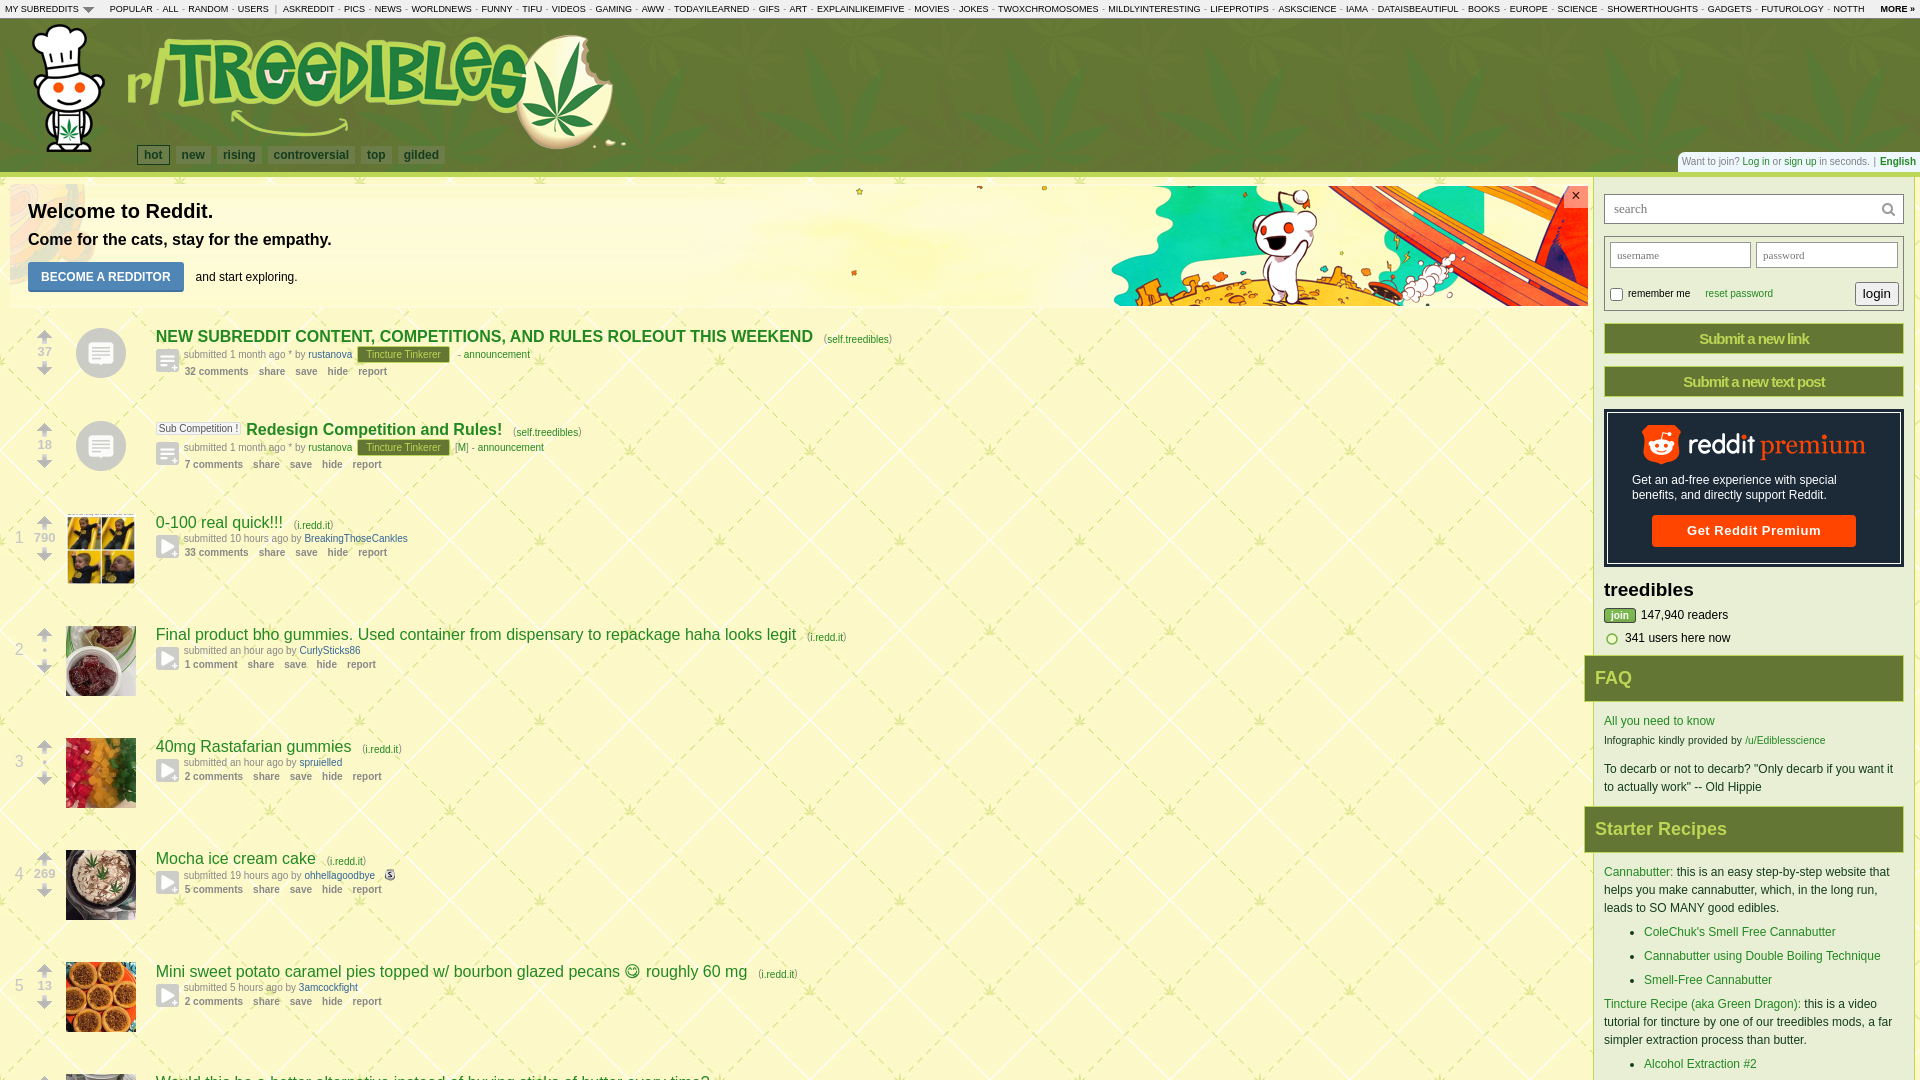 MY SUBREDDITS POPULAR - ALL - RANDOM - USERS | ASKREDDIT - PICS - NEWS - WORLDNEWS - FUNNY - TIFU - VIDEOS - GAMING - AWW - TODAYILEARNED - GIFS - ART - EXPLAINLIKEIMFIVE - MOVIES - JOKES - TWOXCHROMOSOMES - MILDLYINTERESTING - LIFEPROTIPS - ASKSCIENCE - IAMA - DATAISBEAUTIFUL - BOOKS - EUROPE - SCIENCE - SHOWERTHOUGHTS - GADGETS - FUTUROLOGY - NOTTH MORE »
r/TREEDIBLES
hot new rising controversial top gilded
Want to join? Log in or sign up in seconds. | English
Welcome to Reddit.
Come for the cats, stay for the empathy.
BECOME A REDDITOR and start exploring.
×
37
NEW SUBREDDIT CONTENT, COMPETITIONS, AND RULES ROLEOUT THIS WEEKEND (self.treedibles)
submitted 1 month ago * by rustanova Tincture Tinkerer - announcement
32 comments share save hide report
18
Sub Competition ! Redesign Competition and Rules! (self.treedibles)
submitted 1 month ago * by rustanova Tincture Tinkerer [M] - announcement
7 comments share save hide report
1 790
0-100 real quick!!! (i.redd.it)
submitted 10 hours ago by BreakingThoseCankles
33 comments share save hide report
2 •
Final product bho gummies. Used container from dispensary to repackage haha looks legit (i.redd.it)
submitted an hour ago by CurlySticks86
1 comment share save hide report
3 •
40mg Rastafarian gummies (i.redd.it)
submitted an hour ago by spruielled
2 comments share save hide report
4 269
Mocha ice cream cake (i.redd.it)
submitted 19 hours ago by ohhellagoodbye
5 comments share save hide report
5 13
Mini sweet potato caramel pies topped w/ bourbon glazed pecans 😋 roughly 60 mg (i.redd.it)
submitted 5 hours ago by 3amcockfight
2 comments share save hide report
Would this be a better alternative instead of buying sticks of butter every time?
search
username password
remember me reset password login
Submit a new link
Submit a new text post
reddit premium
Get an ad-free experience with special
benefits, and directly support Reddit.
Get Reddit Premium
treedibles
join 147,940 readers
341 users here now
FAQ
All you need to know
Infographic kindly provided by /u/Ediblesscience
To decarb or not to decarb? "Only decarb if you want it
to actually work" -- Old Hippie
Starter Recipes
Cannabutter: this is an easy step-by-step website that
helps you make cannabutter, which, in the long run,
leads to SO MANY good edibles.
• ColeChuk's Smell Free Cannabutter
• Cannabutter using Double Boiling Technique
• Smell-Free Cannabutter
Tincture Recipe (aka Green Dragon): this is a video
tutorial for tincture by one of our treedibles mods, a far
simpler extraction process than butter.
• Alcohol Extraction #2